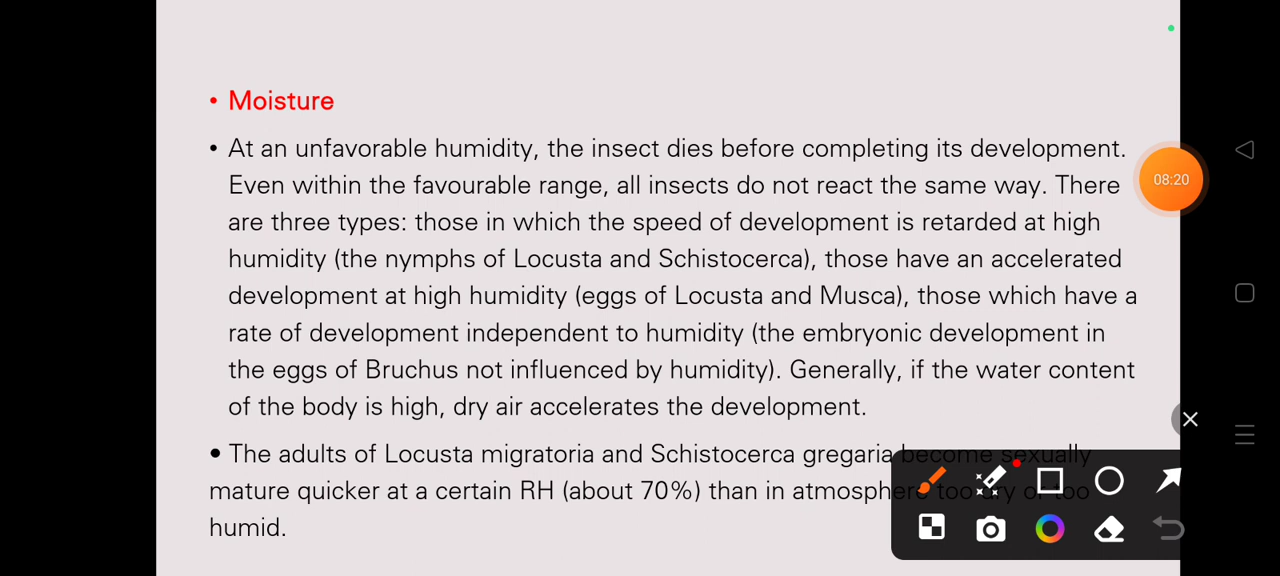 • Moisture
• At an unfavorable humidity, the insect dies before completing its development.
Even within the favourable range, all insects do not react the same way. There
are three types: those in which the speed of development is retarded at high
humidity (the nymphs of Locusta and Schistocerca), those have an accelerated
development at high humidity (eggs of Locusta and Musca), those which have a
rate of development independent to humidity (the embryonic development in
the eggs of Bruchus not influenced by humidity). Generally, if the water content
of the body is high, dry air accelerates the development.
• The adults of Locusta migratoria and Schistocerca gregaria become sexually
mature quicker at a certain RH (about 70%) than in atmosphere too dry or too
humid.
08:20